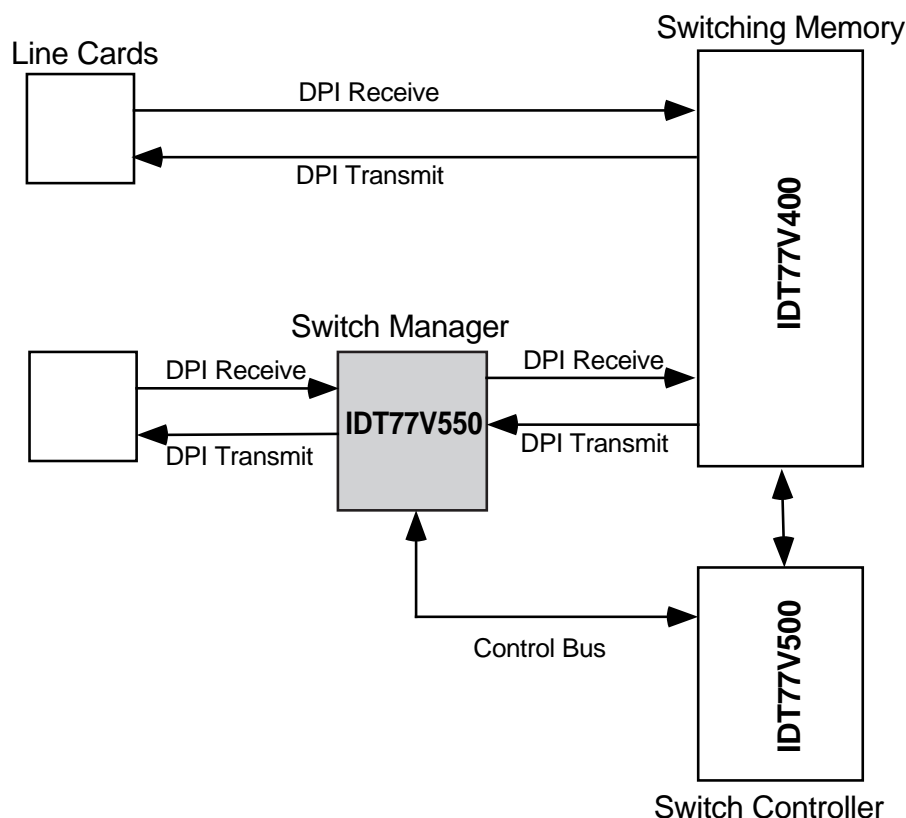 Switching Memory
Line Cards
DPI Receive
DPI Transmit
IDT77V400
Switch Manager
DPI Receive
DPI Receive
IDT77V550
DPI Transmit
DPI Transmit
Control Bus
IDT77V500
Switch Controller